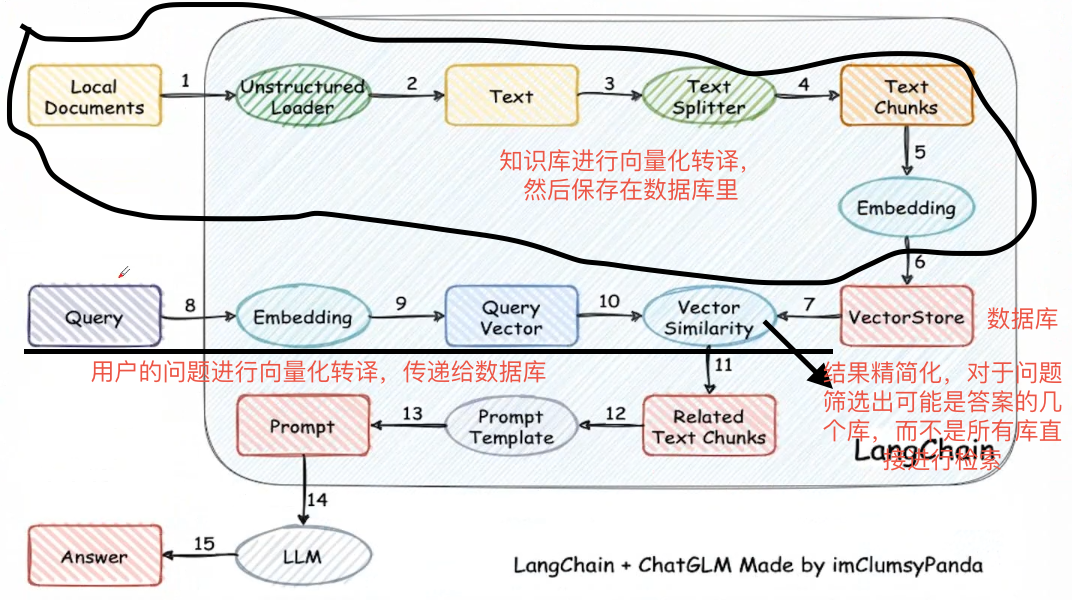 Local
Documents
1
Unstructured
Loader
2
Text
3
Text
Splitter
4
Text
Chunks
5
知识库进行向量化转译，
然后保存在数据库里
Embedding
6
Query
8
Embedding
9
Query
Vector
10
Vector
Similarity
7
VectorStore
数据库
用户的问题进行向量化转译，传递给数据库
11
结果精简化，对于问题
筛选出可能是答案的几
个库，而不是所有库直
接进行检索
LangChain
Prompt
13
Prompt
Template
12
Related
Text Chunks
14
Answer
15
LLM
LangChain + ChatGLM Made by imClumsyPanda